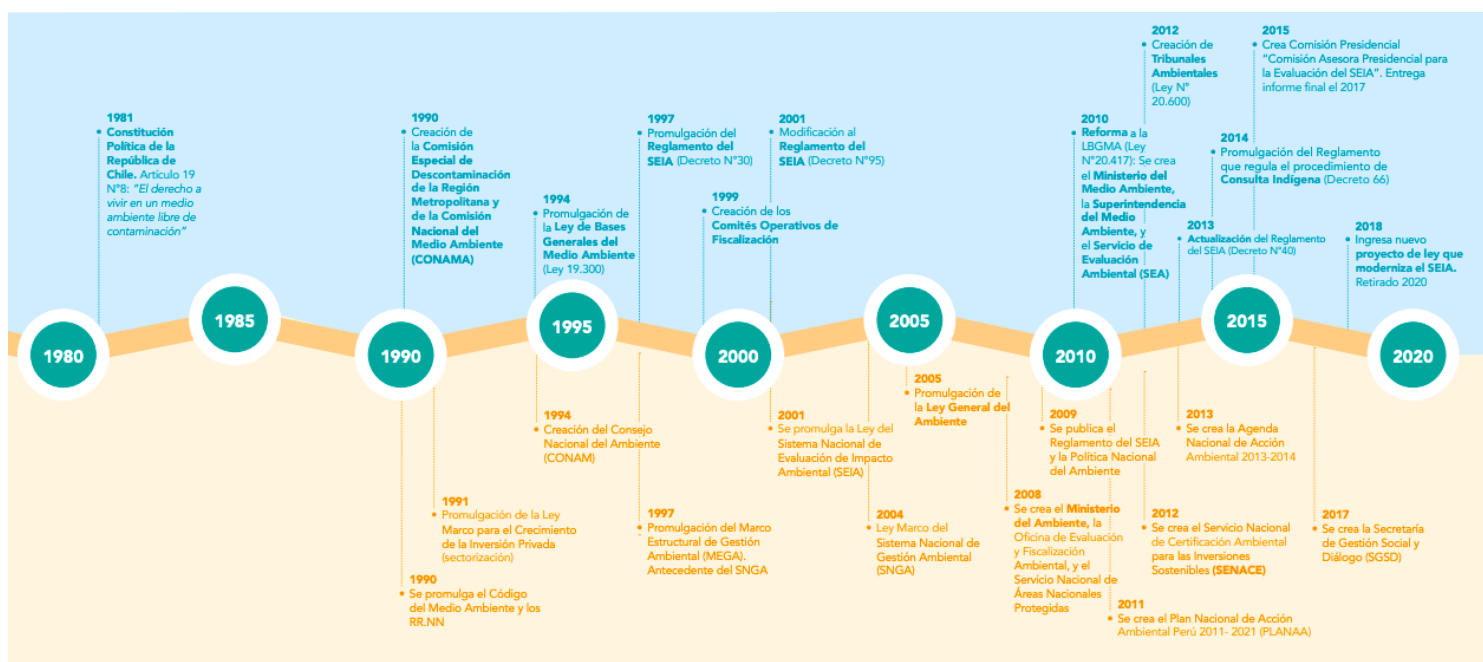 1981
• Constitución
Política de la
República de
Chile. Artículo 19
N°8: "El derecho a
vivir en un medio
ambiente libre de
contaminación"
1990
• Creación de
la Comisión
Especial de
Descontaminación
de la Región
Metropolitana y
de la Comisión
Nacional del
Medio Ambiente
(CONAMA)
1994
• Promulgación de
la Ley de Bases
Generales del
Medio Ambiente
(Ley 19.300)
1997
• Promulgación del
Reglamento del
SEIA (Decreto N°30)
1999
• Creación de los
Comités Operativos de
Fiscalización
2001
• Modificación al
Reglamento del
SEIA (Decreto N°95)
2010
• Reforma a la
LBGMA (Ley
N°20.417): Se crea
el Ministerio del
Medio Ambiente,
la Superintendencia
del Medio
Ambiente, y
el Servicio de
Evaluación
Ambiental (SEA)
2012
• Creación de
Tribunales
Ambientales
(Ley N°
20.600)
2013
• Actualización del Reglamento
del SEIA (Decreto N°40)
2014
• Promulgación del Reglamento
que regula el procedimiento de
Consulta Indígena (Decreto 66)
2015
• Crea Comisión Presidencial
"Comisión Asesora Presidencial para
la Evaluación del SEIA". Entrega
informe final el 2017
2018
• Ingresa nuevo
proyecto de ley que
moderniza el SEIA.
Retirado 2020
1980
1985
1990
1995
2000
2005
2010
2015
2020
1990
• Se promulga el Código
del Medio Ambiente y los
RR.NN
1991
• Promulgación de la Ley
Marco para el Crecimiento
de la Inversión Privada
(sectorización)
1994
• Creación del Consejo
Nacional del Ambiente
(CONAM)
1997
• Promulgación del Marco
Estructural de Gestión
Ambiental (MEGA).
Antecedente del SNGA
2001
• Se promulga la Ley del
Sistema Nacional de
Evaluación de Impacto
Ambiental (SEIA)
2004
• Ley Marco del
Sistema Nacional de
Gestión Ambiental
(SNGA)
2005
• Promulgación de
la Ley General del
Ambiente
2008
• Se crea el Ministerio
del Ambiente, la
Oficina de Evaluación
y Fiscalización
Ambiental, y el
Servicio Nacional de
Áreas Nacionales
Protegidas
2009
• Se publica el
Reglamento del SEIA
y la Política Nacional
del Ambiente
2011
• Se crea el Plan Nacional de Acción
Ambiental Perú 2011- 2021 (PLANAA)
2012
• Se crea el Servicio Nacional
de Certificación Ambiental
para las Inversiones
Sostenibles (SENACE)
2013
• Se crea la Agenda
Nacional de Acción
Ambiental 2013-2014
2017
• Se crea la Secretaría
de Gestión Social y
Diálogo (SGSD)